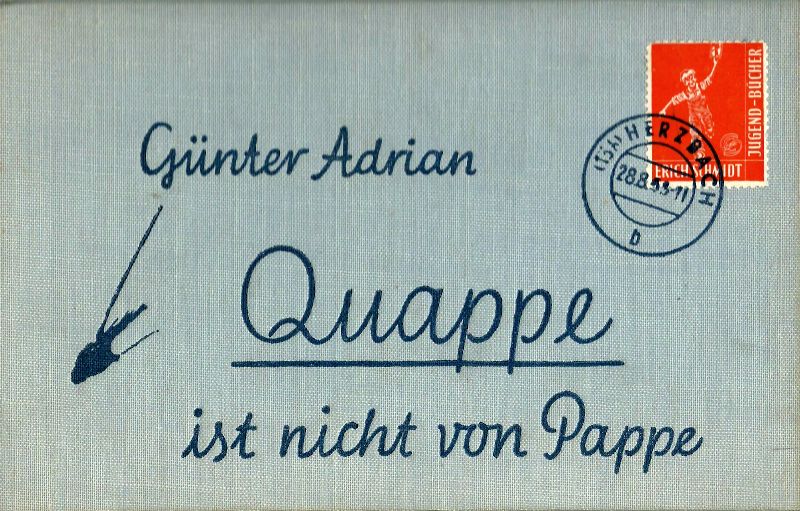 JUGEND-BÜCHER
ERICH SCHMIDT
HERZBACH
28.8.53-11
b
Günter Adrian
Quappe
ist nicht von Pappe